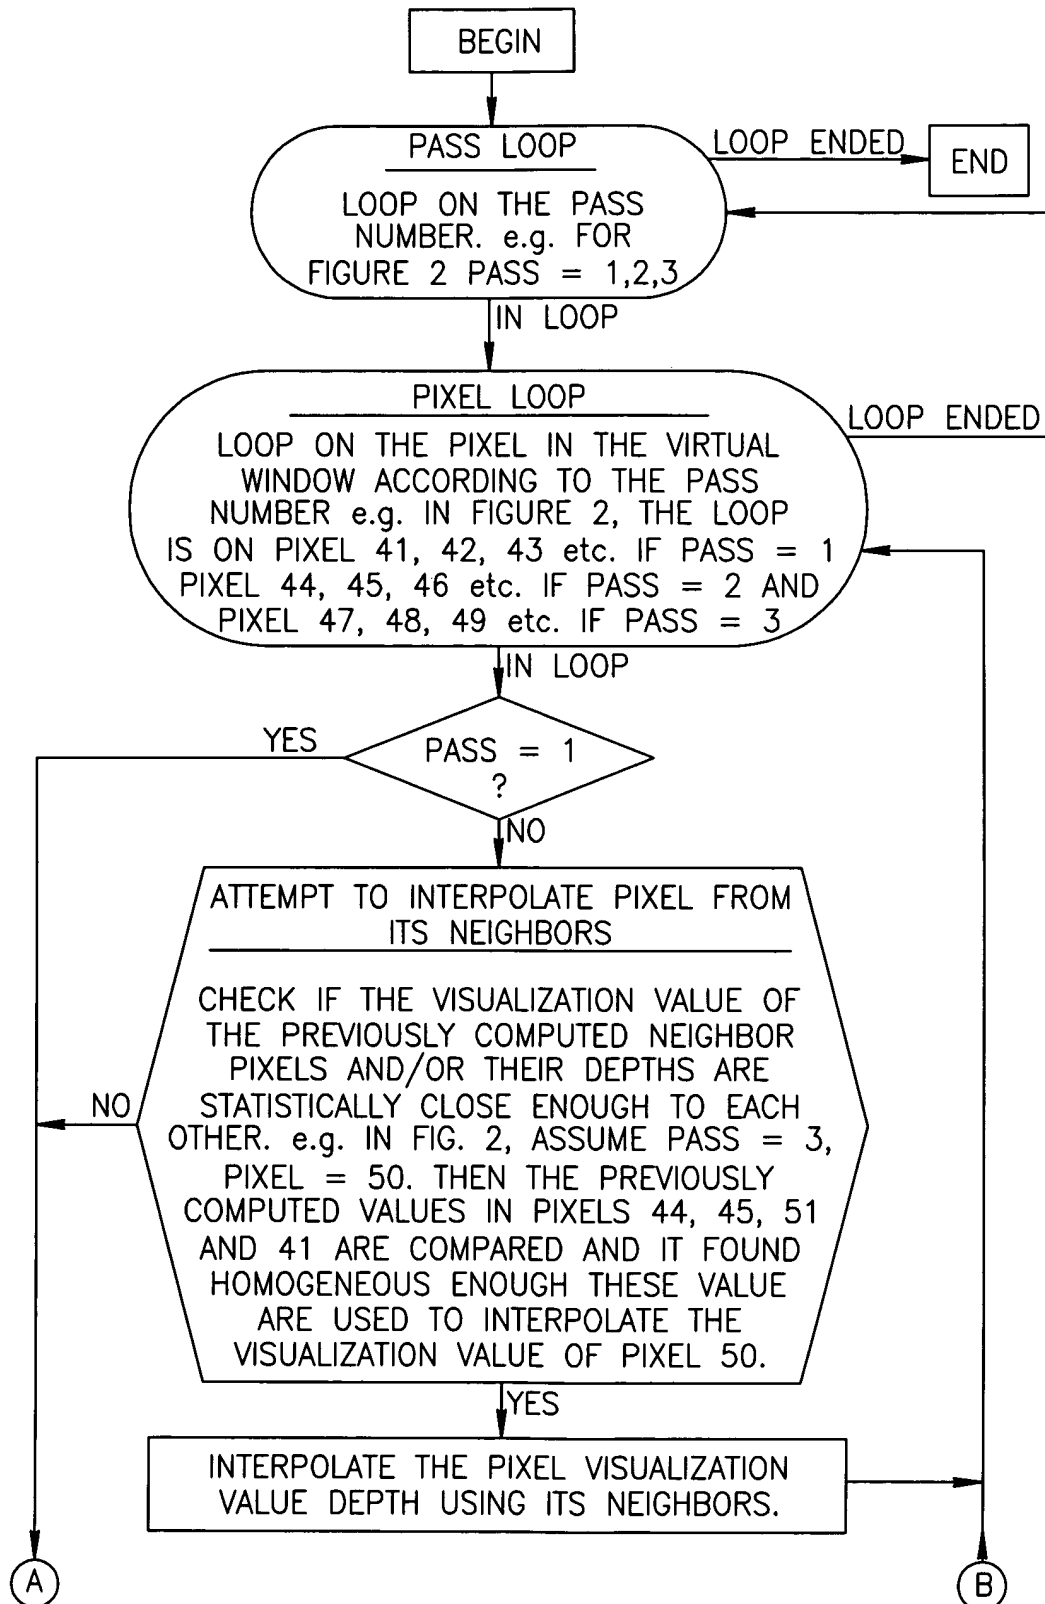 BEGIN
PASS LOOP
LOOP ENDED
END
LOOP ON THE PASS
NUMBER. e.g. FOR
FIGURE 2 PASS = 1,2,3
IN LOOP
PIXEL LOOP
LOOP ENDED
LOOP ON THE PIXEL IN THE VIRTUAL
WINDOW ACCORDING TO THE PASS
NUMBER e.g. IN FIGURE 2, THE LOOP
IS ON PIXEL 41, 42, 43 etc. IF PASS = 1
PIXEL 44, 45, 46 etc. IF PASS = 2 AND
PIXEL 47, 48, 49 etc. IF PASS = 3
IN LOOP
YES
PASS = 1
?
NO
ATTEMPT TO INTERPOLATE PIXEL FROM
ITS NEIGHBORS
CHECK IF THE VISUALIZATION VALUE OF
THE PREVIOUSLY COMPUTED NEIGHBOR
PIXELS AND/OR THEIR DEPTHS ARE
STATISTICALLY CLOSE ENOUGH TO EACH
OTHER. e.g. IN FIG. 2, ASSUME PASS = 3,
PIXEL = 50. THEN THE PREVIOUSLY
COMPUTED VALUES IN PIXELS 44, 45, 51
AND 41 ARE COMPARED AND IT FOUND
HOMOGENEOUS ENOUGH THESE VALUE
ARE USED TO INTERPOLATE THE
VISUALIZATION VALUE OF PIXEL 50.
NO
YES
INTERPOLATE THE PIXEL VISUALIZATION
VALUE DEPTH USING ITS NEIGHBORS.
A
B